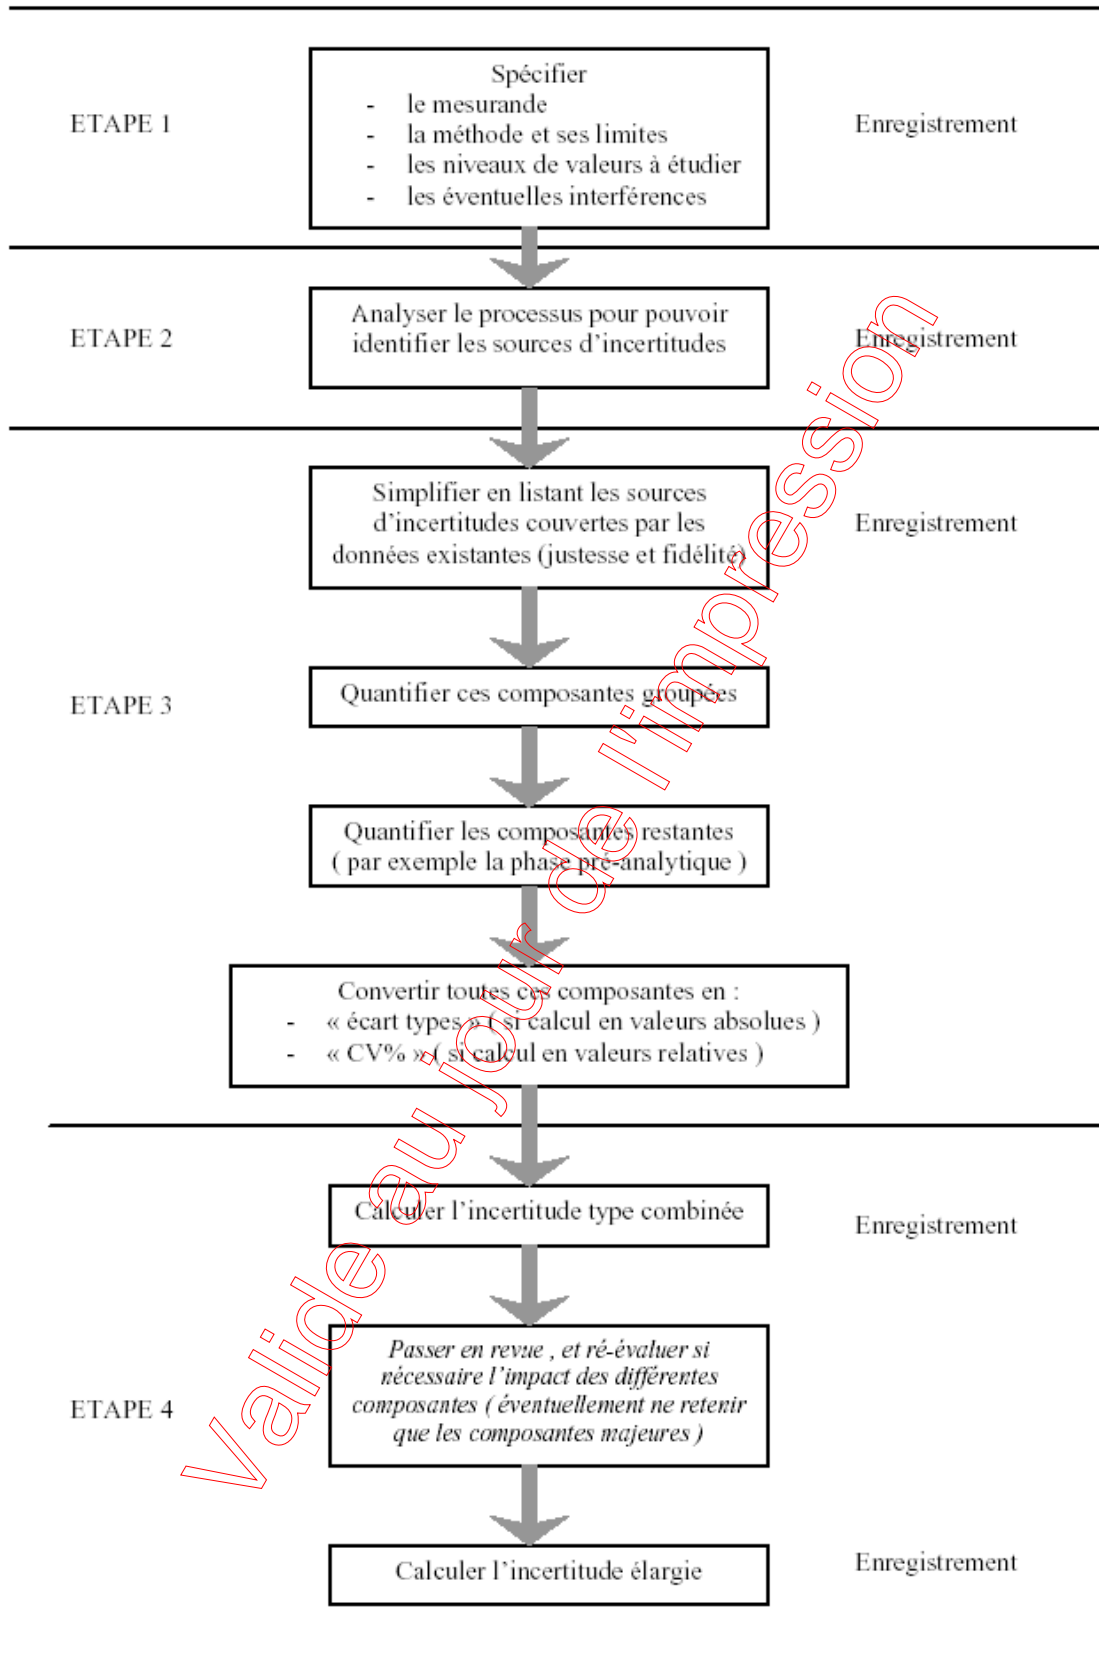 Spécifier
- le mesurande
ETAPE 1
Enregistrement
- la méthode et ses limites
- les niveaux de valeurs à étudier
- les éventuelles interférences
Analyser le processus pour pouvoir
identifier les sources d'incertitudes
ETAPE 2
Enregistrement
Simplifier en listant les sources
d'incertitudes couvertes par les
données existantes (justesse et fidélité)
Enregistrement
Quantifier ces composantes groupées
ETAPE 3
Quantifier les composantes restantes
( par exemple la phase pré-analytique )
Convertir toutes ces composantes en :
- « écart types » ( si calcul en valeurs absolues )
- « CV% » ( si calcul en valeurs relatives )
Calculer l'incertitude type combinée
Enregistrement
Passer en revue , et ré-évaluer si
nécessaire l'impact des différentes
composantes ( éventuellement ne retenir
que les composantes majeures )
ETAPE 4
Calculer l'incertitude élargie
Enregistrement
Valide au jour de l'impression